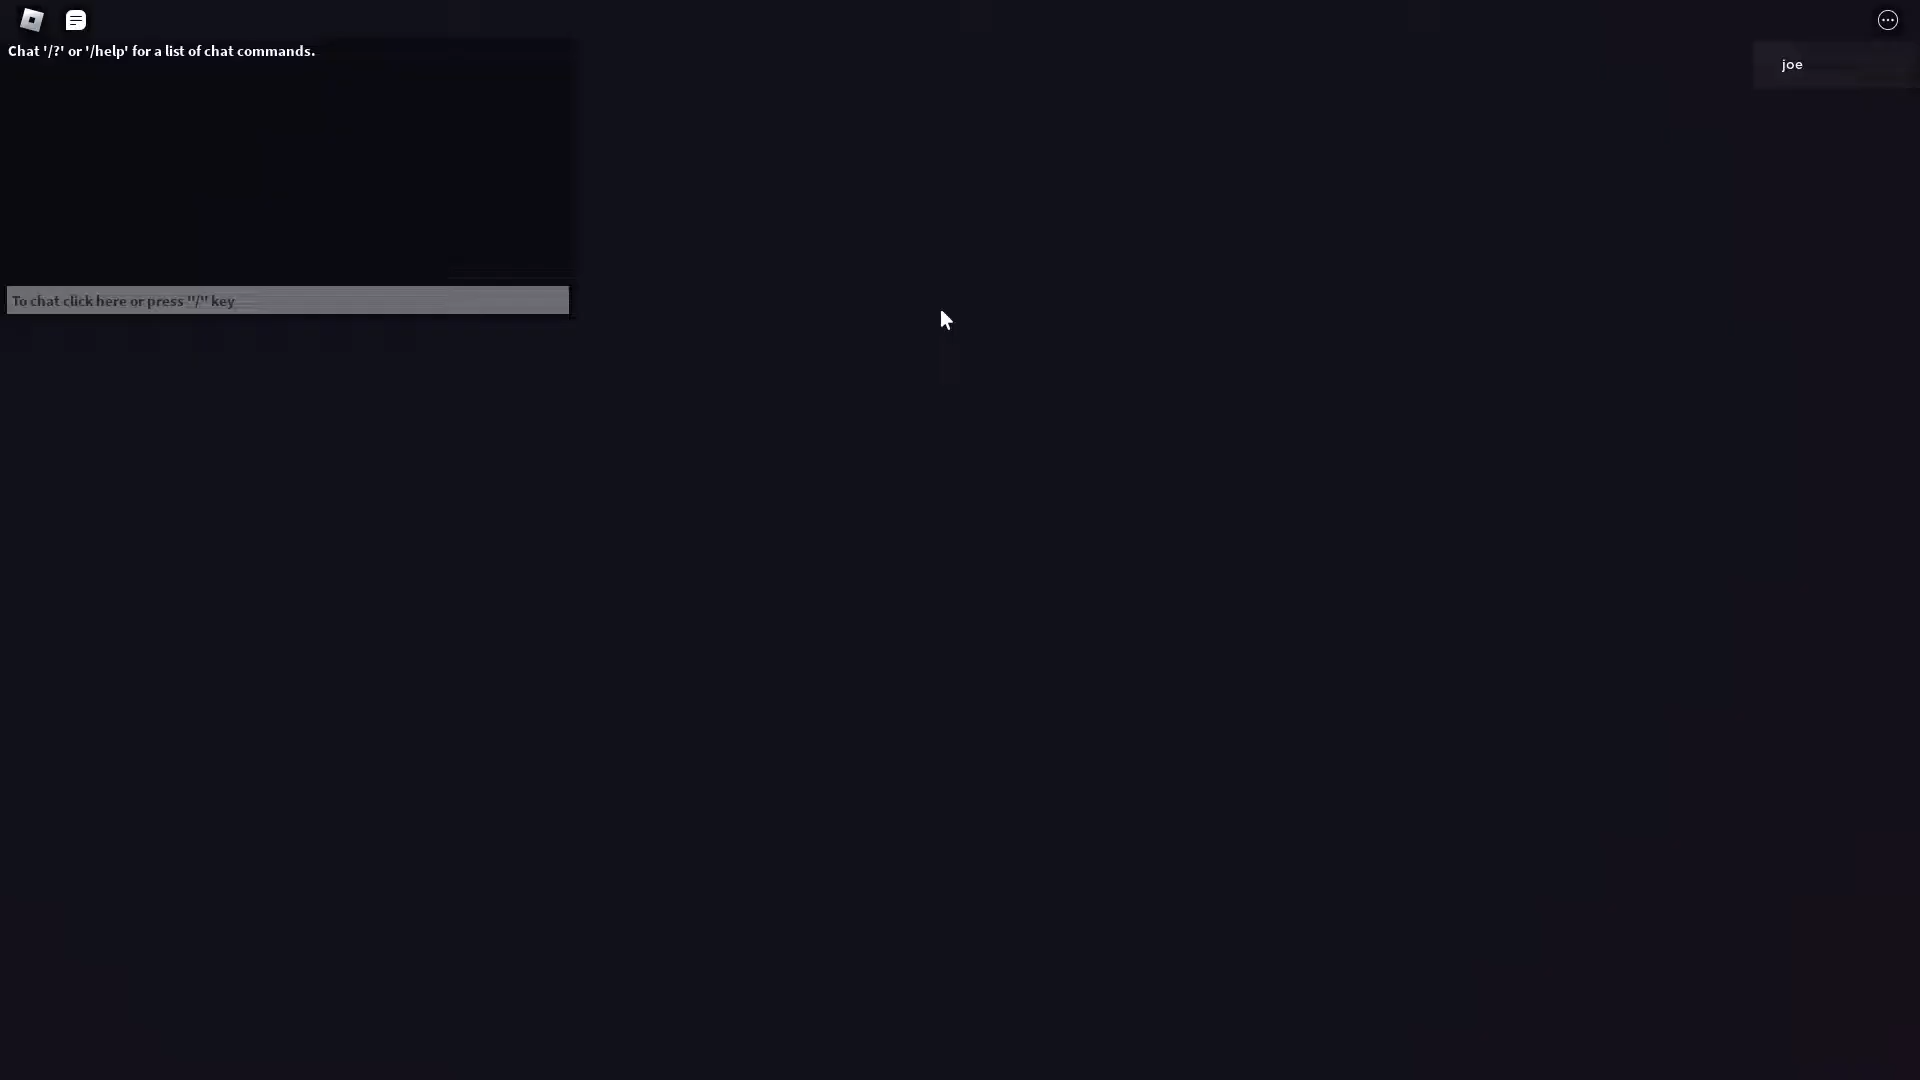 Chat '/?' or '/help' for a list of chat commands.
joe
To chat click here or press "/" key